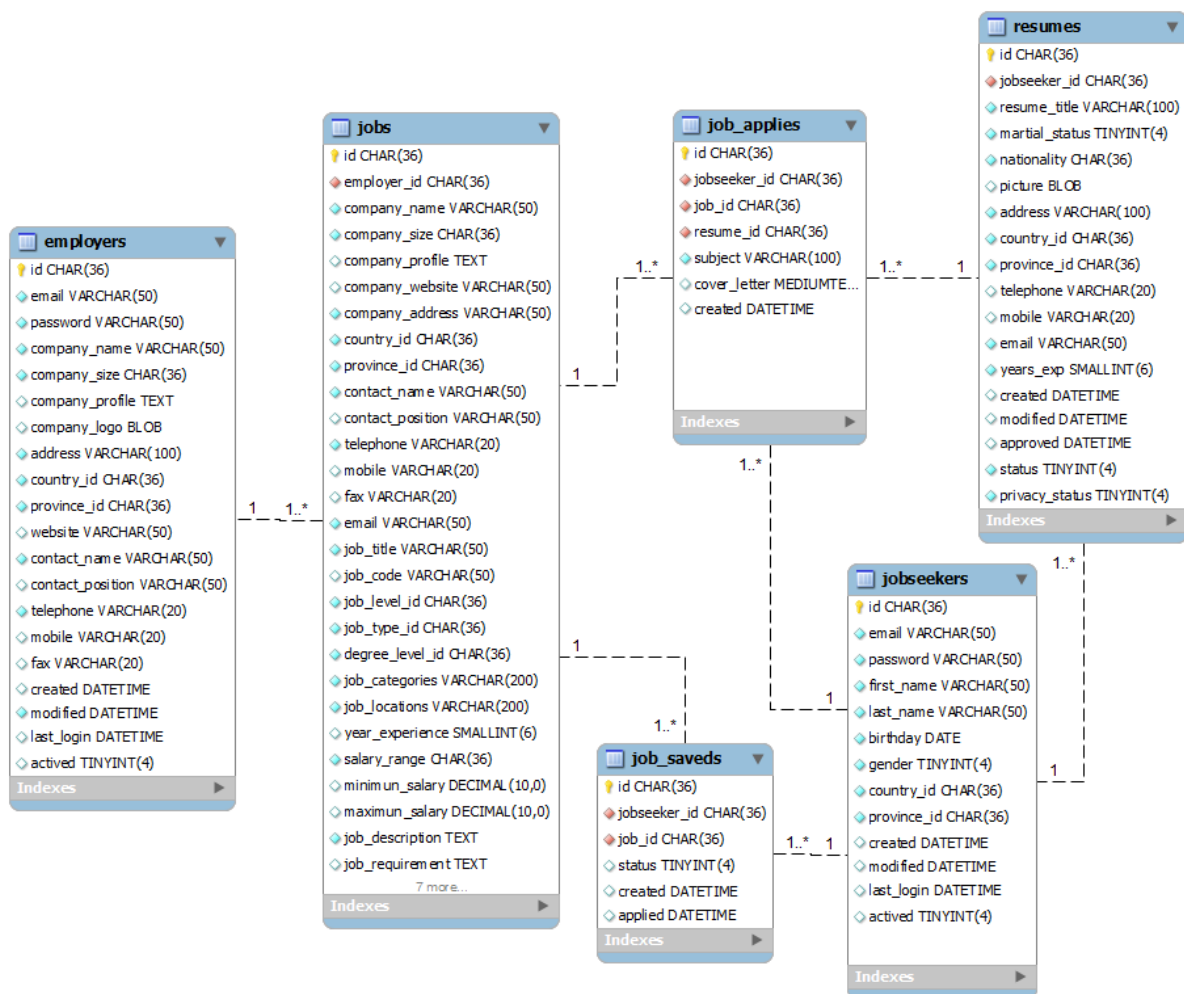 employers
id CHAR(36)
email VARCHAR(50)
password VARCHAR(50)
company_name VARCHAR(50)
company_size CHAR(36)
company_profile TEXT
company_logo BLOB
address VARCHAR(100)
country_id CHAR(36)
province_id CHAR(36)
website VARCHAR(50)
contact_name VARCHAR(50)
contact_position VARCHAR(50)
telephone VARCHAR(20)
mobile VARCHAR(20)
fax VARCHAR(20)
created DATETIME
modified DATETIME
last_login DATETIME
actived TINYINT(4)
Indexes
1
1..*
jobs
id CHAR(36)
employer_id CHAR(36)
company_name VARCHAR(50)
company_size CHAR(36)
company_profile TEXT
company_website VARCHAR(50)
company_address VARCHAR(50)
country_id CHAR(36)
province_id CHAR(36)
contact_name VARCHAR(50)
contact_position VARCHAR(50)
telephone VARCHAR(20)
mobile VARCHAR(20)
fax VARCHAR(20)
email VARCHAR(50)
job_title VARCHAR(50)
job_code VARCHAR(50)
job_level_id CHAR(36)
job_type_id CHAR(36)
degree_level_id CHAR(36)
job_categories VARCHAR(200)
job_locations VARCHAR(200)
year_experience SMALLINT(6)
salary_range CHAR(36)
minimun_salary DECIMAL(10,0)
maximun_salary DECIMAL(10,0)
job_description TEXT
job_requirement TEXT
7 more...
Indexes
1
1..*
1
1..*
job_applies
id CHAR(36)
jobseeker_id CHAR(36)
job_id CHAR(36)
resume_id CHAR(36)
subject VARCHAR(100)
cover_letter MEDIUMTE...
created DATETIME
Indexes
1..*
1
1..*
1
job_saveds
id CHAR(36)
jobseeker_id CHAR(36)
job_id CHAR(36)
status TINYINT(4)
created DATETIME
applied DATETIME
Indexes
1..*
1
resumes
id CHAR(36)
jobseeker_id CHAR(36)
resume_title VARCHAR(100)
martial_status TINYINT(4)
nationality CHAR(36)
picture BLOB
address VARCHAR(100)
country_id CHAR(36)
province_id CHAR(36)
telephone VARCHAR(20)
mobile VARCHAR(20)
email VARCHAR(50)
years_exp SMALLINT(6)
created DATETIME
modified DATETIME
approved DATETIME
status TINYINT(4)
privacy_status TINYINT(4)
Indexes
1..*
1
jobseekers
id CHAR(36)
email VARCHAR(50)
password VARCHAR(50)
first_name VARCHAR(50)
last_name VARCHAR(50)
birthday DATE
gender TINYINT(4)
country_id CHAR(36)
province_id CHAR(36)
created DATETIME
modified DATETIME
last_login DATETIME
actived TINYINT(4)
Indexes